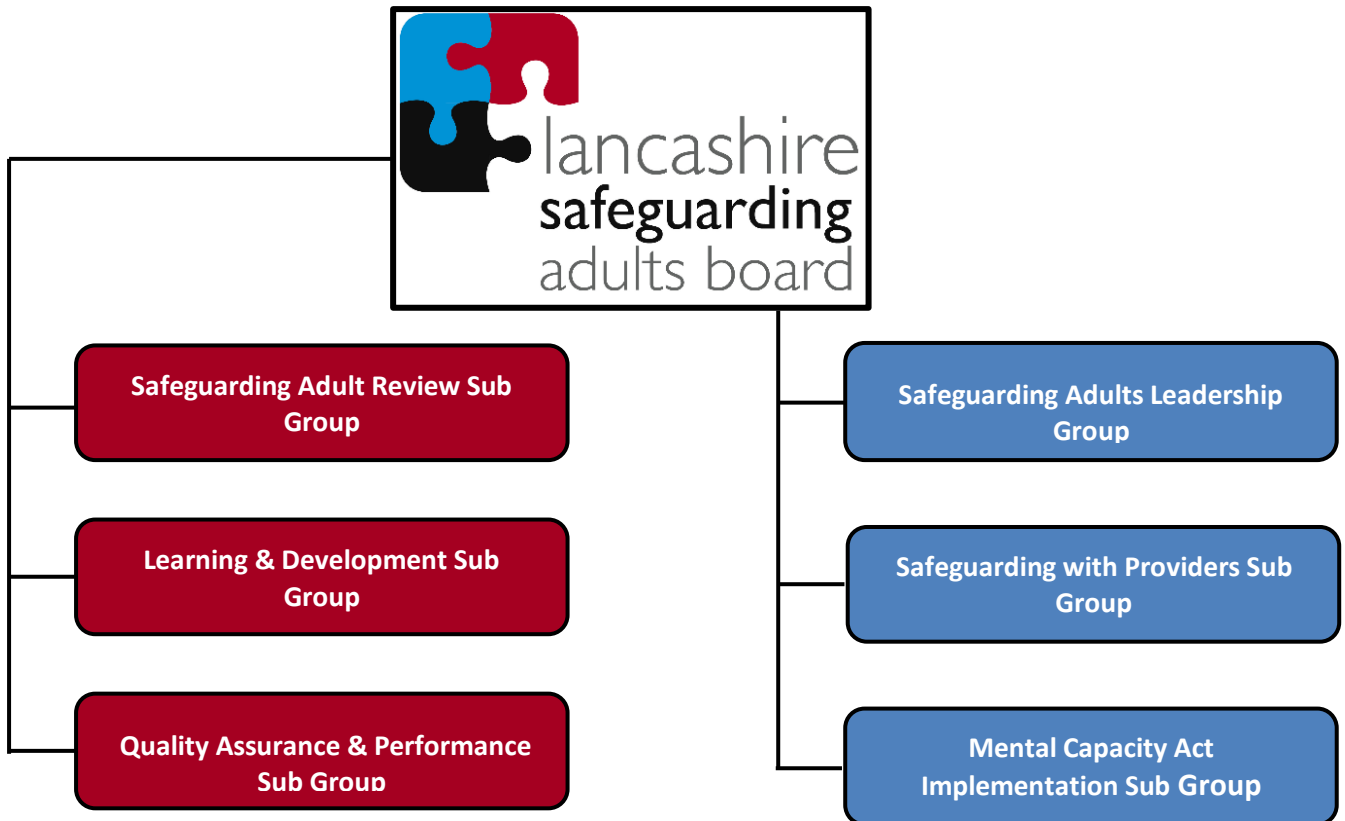 lancashire
safeguarding
adults board
Safeguarding Adult Review Sub
Group
Learning & Development Sub
Group
Quality Assurance & Performance
Sub Group
Safeguarding Adults Leadership
Group
Safeguarding with Providers Sub
Group
Mental Capacity Act
Implementation Sub Group